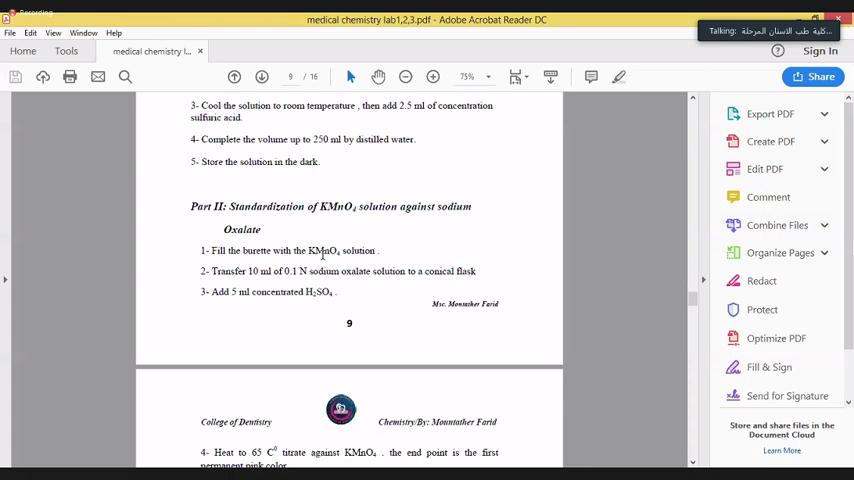 Recording
medical chemistry lab1,2,3.pdf - Adobe Acrobat Reader DC
Talking: كلية طب الاسنان المرحلة...
File Edit View Window Help
Home Tools medical chemistry l... × Sign In
9 / 16 75% Share
3- Cool the solution to room temperature , then add 2.5 ml of concentration
sulfuric acid.
4- Complete the volume up to 250 ml by distilled water.
5- Store the solution in the dark.
Part II: Standardization of KMnO4 solution against sodium
Oxalate
1- Fill the burette with the KMnO4 solution .
2- Transfer 10 ml of 0.1 N sodium oxalate solution to a conical flask
3- Add 5 ml concentrated H2SO4 .
Msc. Montather Farid
9
College of Dentistry Chemistry/By: Mountather Farid
4- Heat to 65 C0 titrate against KMnO4 . the end point is the first
permanent pink color
Export PDF
Create PDF
Edit PDF
Comment
Combine Files
Organize Pages
Redact
Protect
Optimize PDF
Fill & Sign
Send for Signature
Store and share files in the
Document Cloud
Learn More